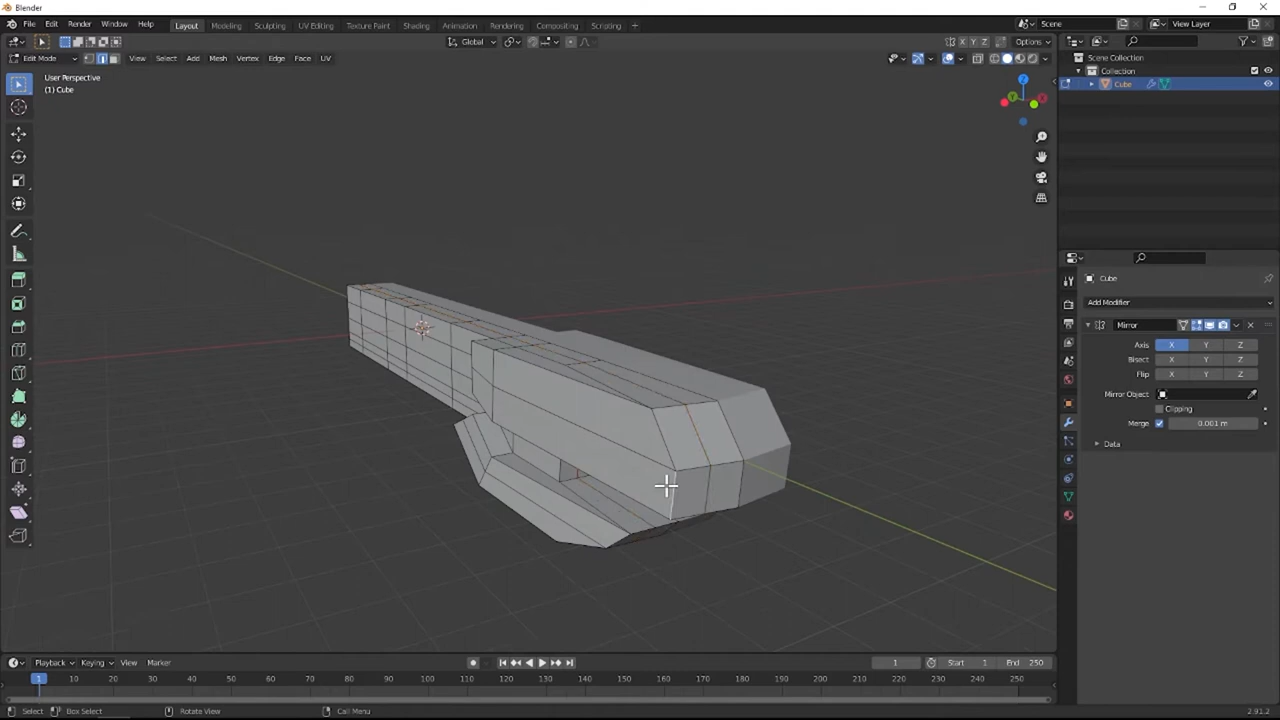 Blender
File Edit Render Window Help Layout Modeling Sculpting UV Editing Texture Paint Shading Animation Rendering Compositing Scripting + Scene View Layer
Global X Y Z Options
Edit Mode View Select Add Mesh Vertex Edge Face UV
Scene Collection
Collection
Cube
User Perspective
(1) Cube
Z
Y X
Cube
Add Modifier
Mirror
Axis X Y Z
Bisect X Y Z
Flip X Y Z
Mirror Object
Clipping
Merge 0.001 m
Data
Playback Keying View Marker 1 Start 1 End 250
1 10 20 30 40 50 60 70 80 90 100 110 120 130 140 150 160 170 180 190 200 210 220 230 240 250
Select Box Select Rotate View Call Menu 2.91.2